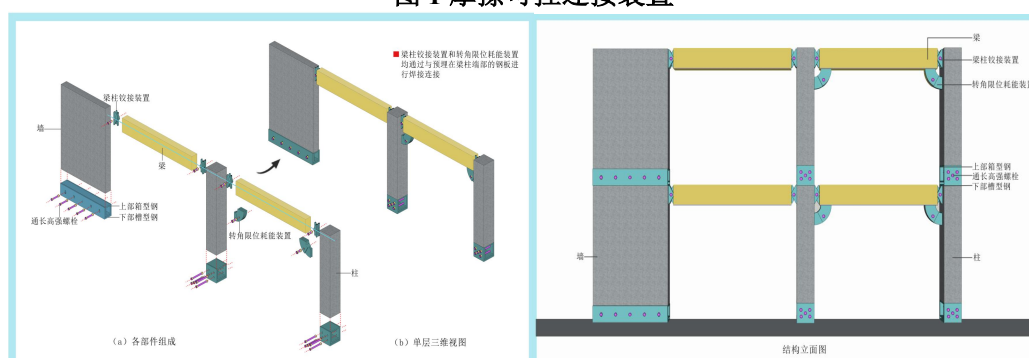 图 1 摩擦可控连接装置
梁柱铰接装置和转角限位耗能装置
均通过与预埋在梁柱端部的钢板进
行焊接连接
梁柱铰接装置
墙
梁
上部箱型钢
通长高强螺栓
下部槽型钢
转角限位耗能装置
柱
(a) 各部件组成
(b) 单层三维视图
梁
梁柱铰接装置
转角限位耗能装置
上部箱型钢
通长高强螺栓
下部槽型钢
墙
柱
结构立面图